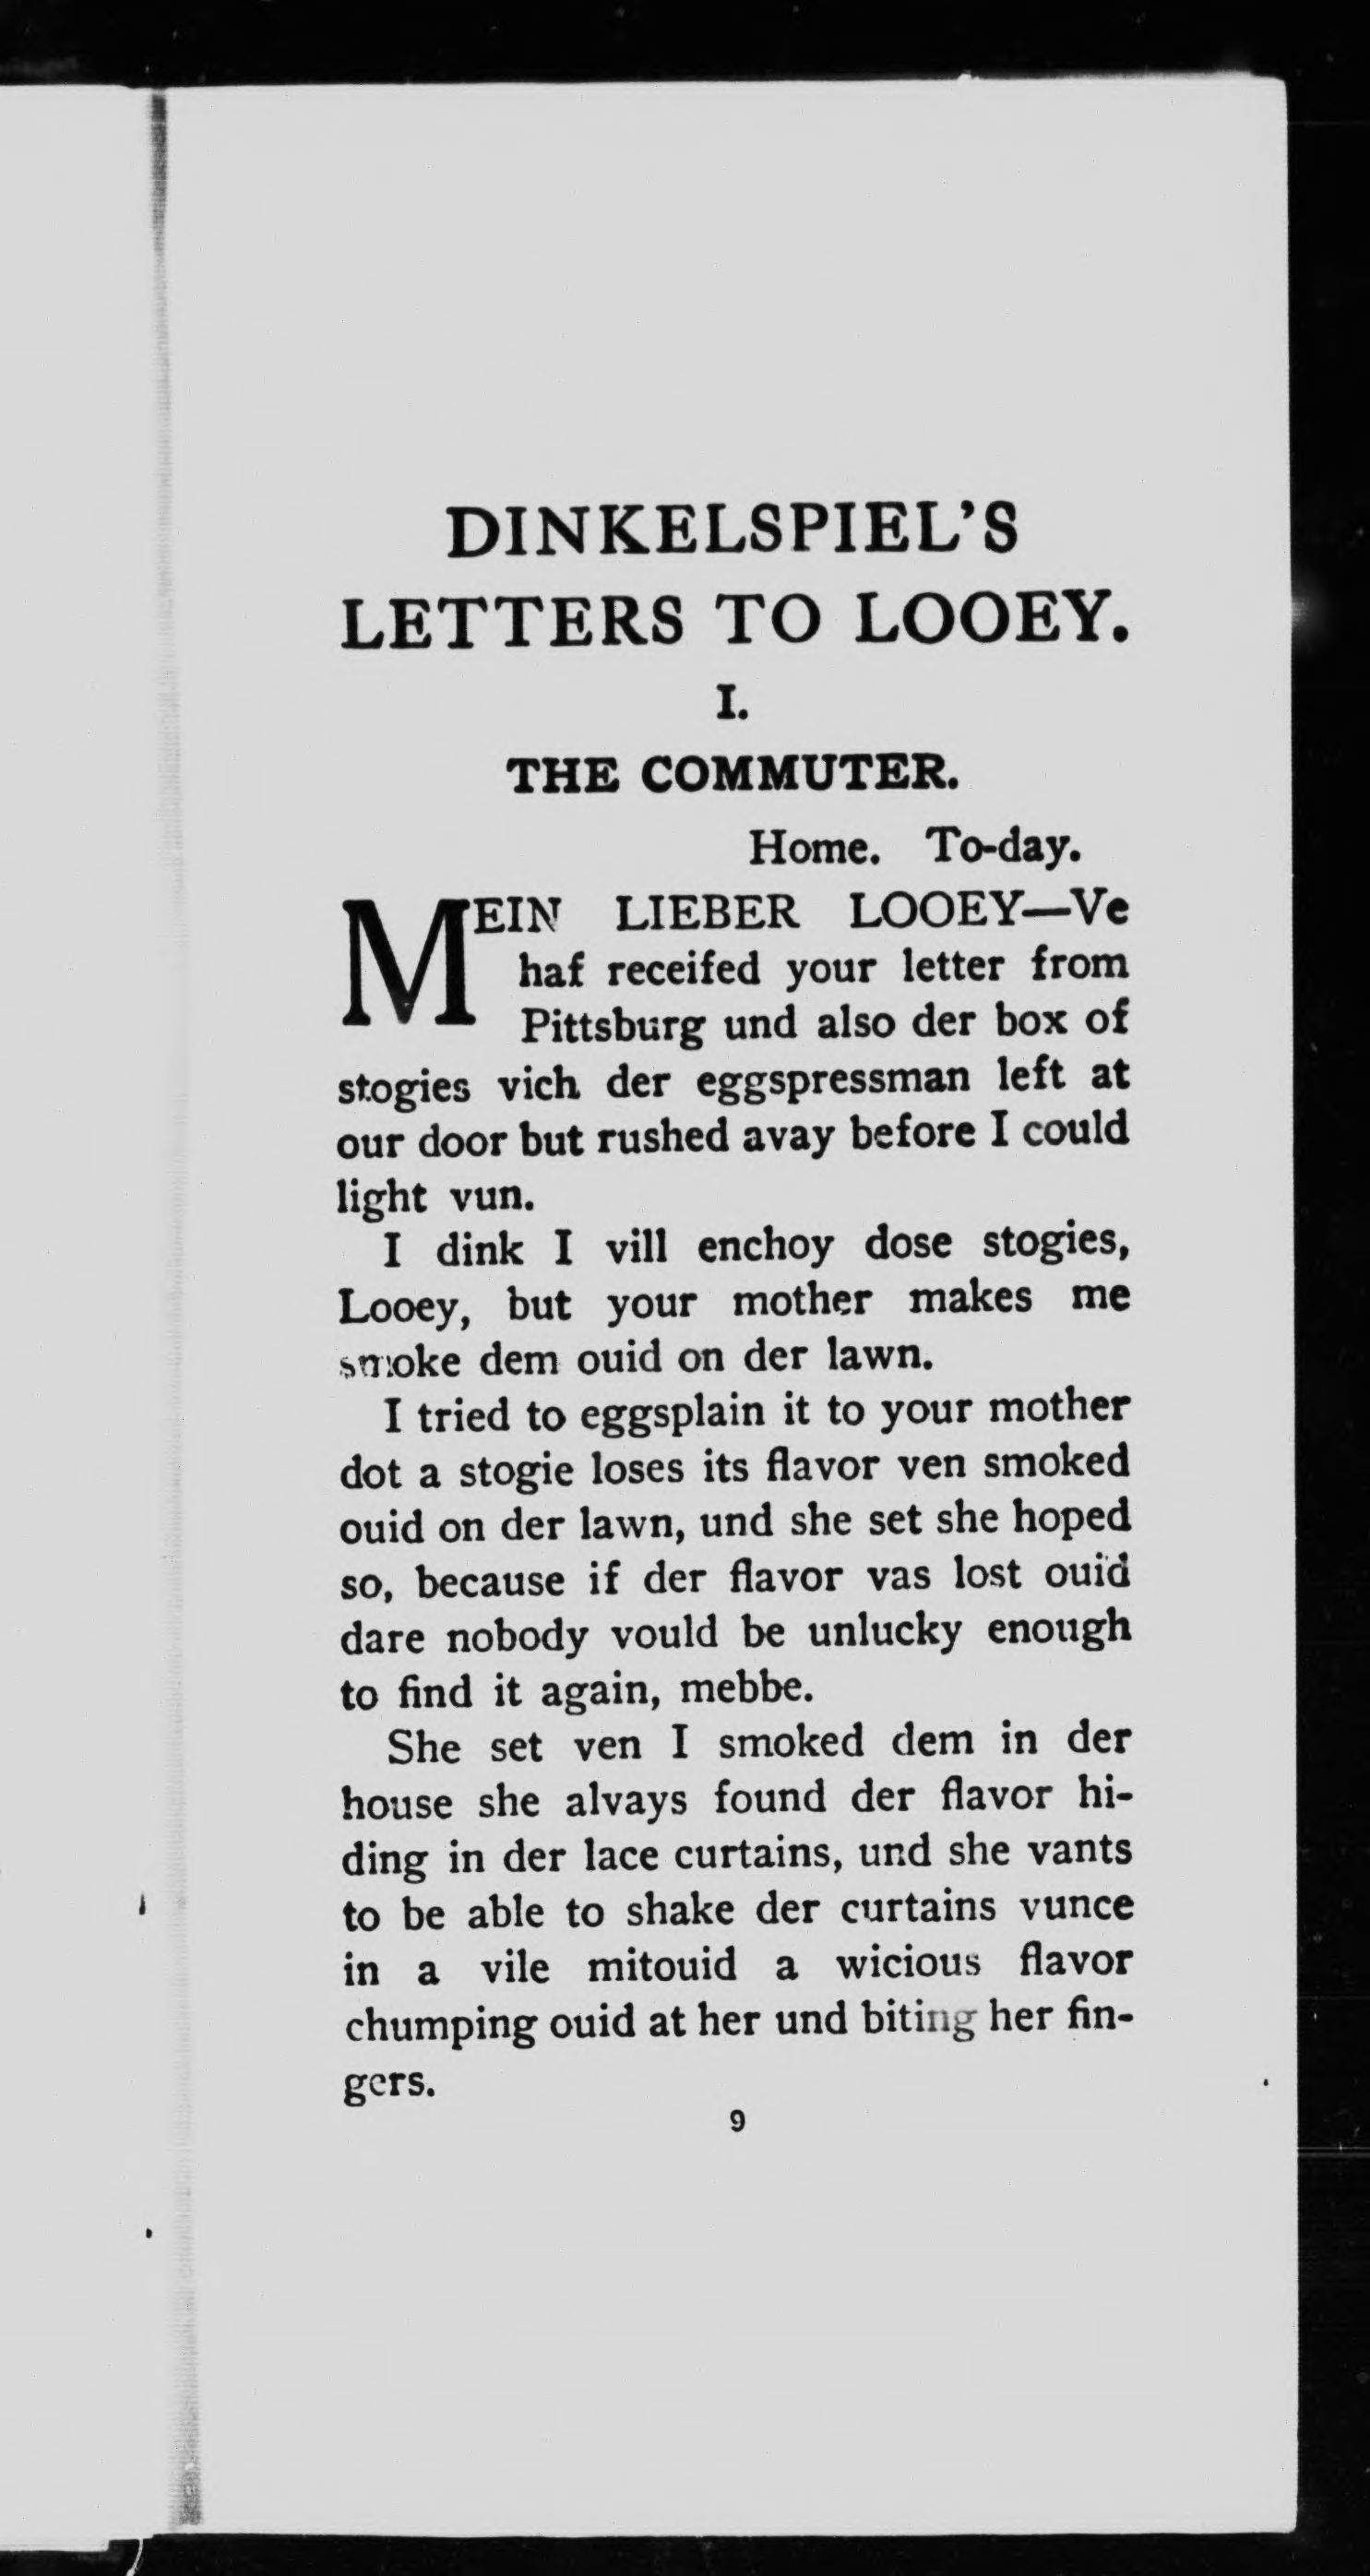 DINKELSPIEL'S
LETTERS TO LOOEY.
I.
THE COMMUTER.
Home. To-day.
MEIN LIEBER LOOEY—Ve
haf receifed your letter from
Pittsburg und also der box of
stogies vich der eggspressman left at
our door but rushed avay before I could
light vun.
I dink I vill enchoy dose stogies,
Looey, but your mother makes me
smoke dem ouid on der lawn.
I tried to eggsplain it to your mother
dot a stogie loses its flavor ven smoked
ouid on der lawn, und she set she hoped
so, because if der flavor vas lost ouid
dare nobody vould be unlucky enough
to find it again, mebbe.
She set ven I smoked dem in der
house she alvays found der flavor hi-
ding in der lace curtains, und she vants
to be able to shake der curtains vunce
in a vile mitouid a wicious flavor
chumping ouid at her und biting her fin-
gers.
9